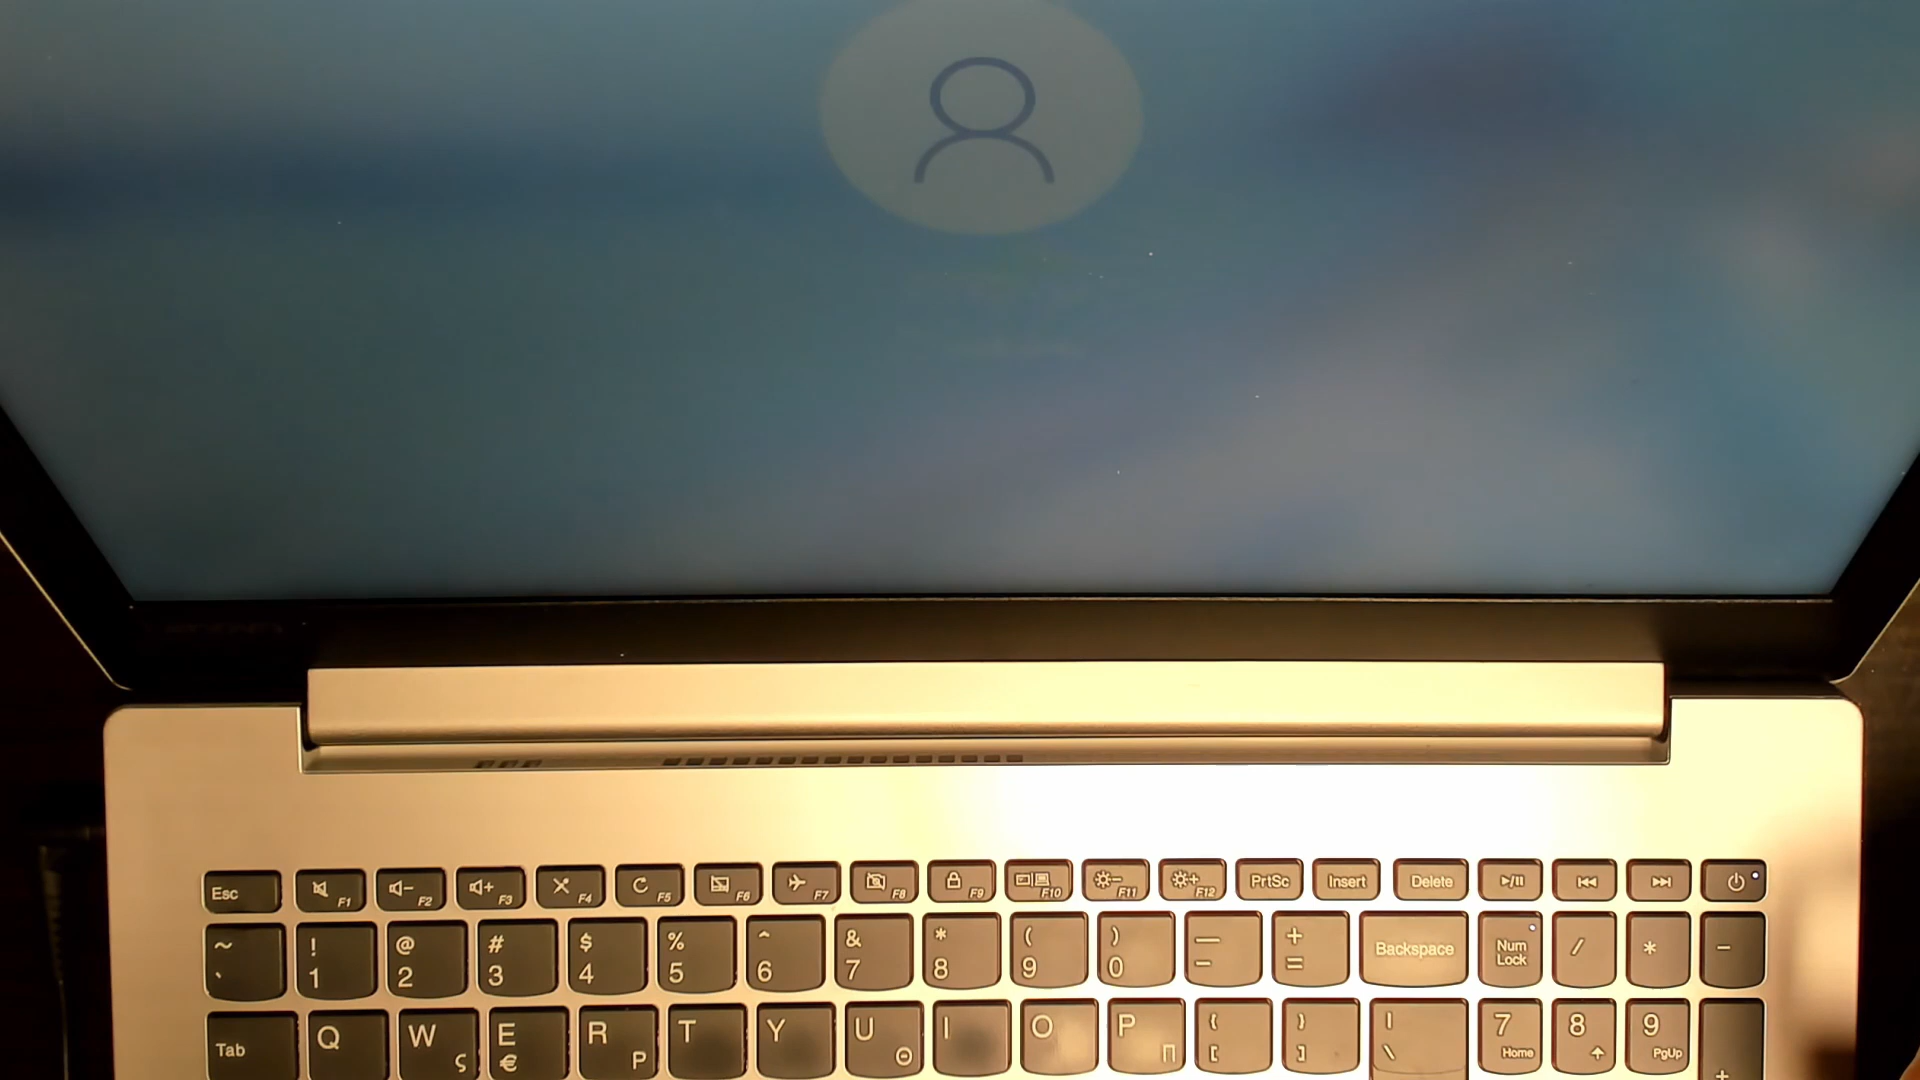 Esc F1 F2 F3 F4 F5 F6 F7 F8 F9 F10 F11 F12 PrtSc Insert Delete
~ ` ! 1 @ 2 # 3 $ 4 % 5 ^ 6 & 7 * 8 ( 9 ) 0 — - + = Backspace Num Lock / * -
Tab Q W ς E € R Ρ T Y U Θ I O P Π { [ } ] | \ 7 Home 8 9 PgUp +